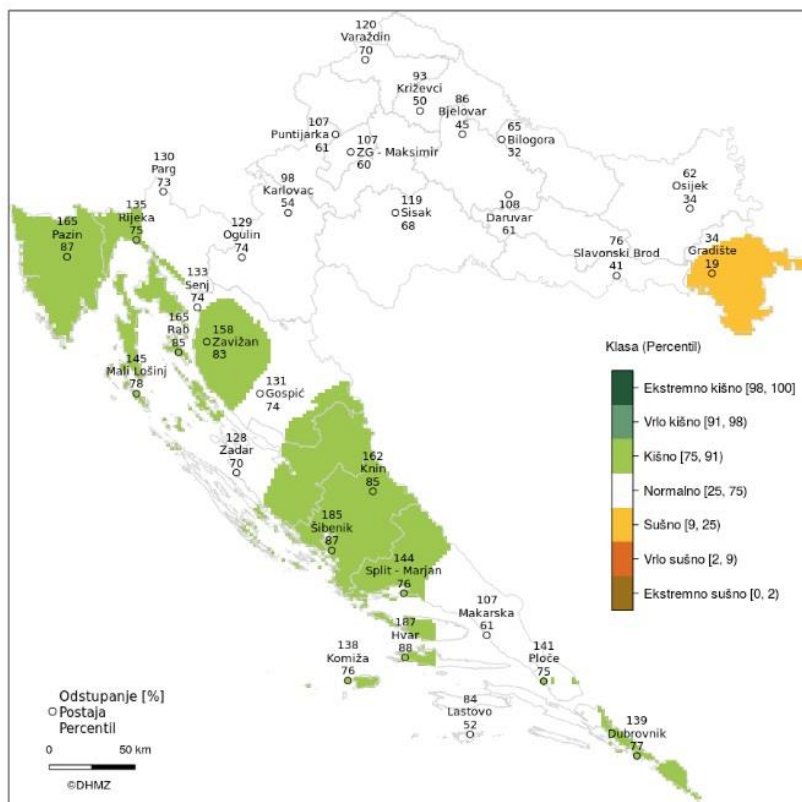 120
Varaždin
70
93
Križevci
50
86
Bjelovar
45
107
Puntijarka
61
107
ZG - Maksimir
60
65
Bilogora
32
130
Parg
73
98
Karlovac
54
119
Sisak
68
108
Daruvar
61
62
Osijek
34
135
Rijeka
75
165
Pazin
87
129
Ogulin
74
76
Slavonski Brod
41
34
Gradište
19
133
Senj
74
165
Rab
85
158
Zavižan
83
145
Mali Lošinj
78
131
Gospić
74
128
Zadar
70
162
Knin
85
185
Šibenik
87
144
Split - Marjan
76
107
Makarska
61
187
Hvar
88
138
Komiža
76
141
Ploče
75
84
Lastovo
52
139
Dubrovnik
77
Klasa (Percentil)
Ekstremno kišno [98, 100]
Vrlo kišno [91, 98)
Kišno [75, 91)
Normalno [25, 75)
Sušno [9, 25)
Vrlo sušno [2, 9)
Ekstremno sušno [0, 2)
Odstupanje [%]
Postaja
Percentil
0 50 km
©DHMZ